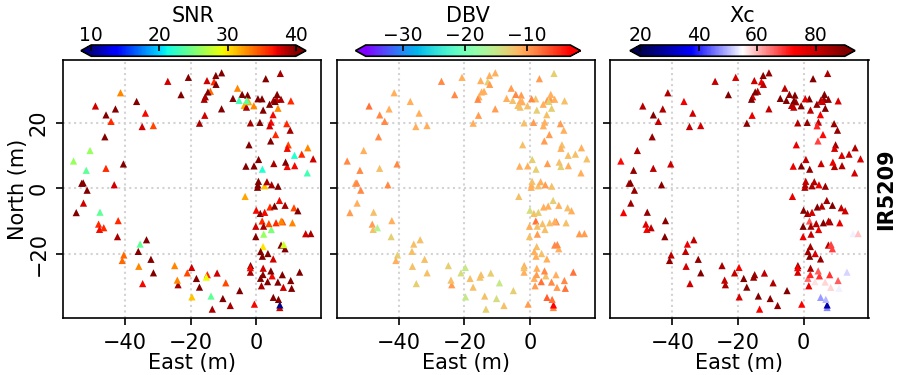 SNR DBV Xc
10 20 30 40 −30 −20 −10 20 40 60 80
North (m)
20
0
−20
−40 −20 0 −40 −20 0 −40 −20 0
East (m) East (m) East (m)
IR5209